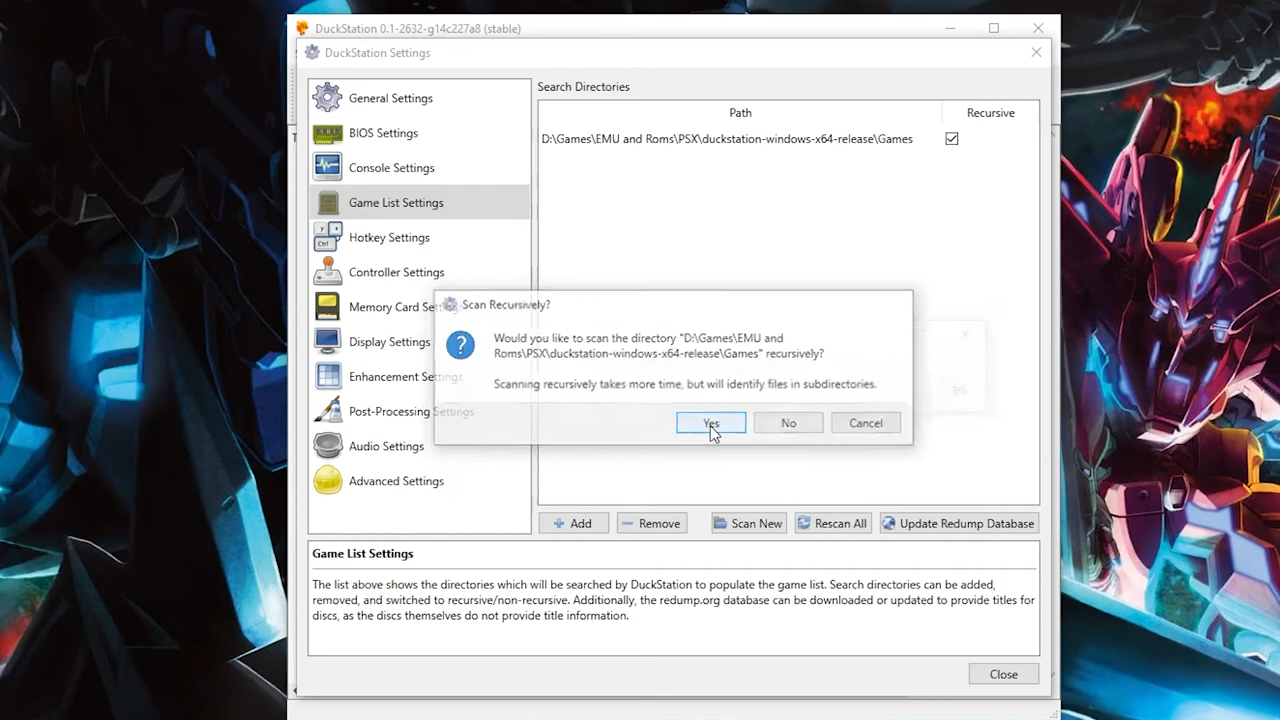 DuckStation 0.1-2632-g14c227a8 (stable)
DuckStation Settings
General Settings
BIOS Settings
Console Settings
Game List Settings
Hotkey Settings
Controller Settings
Memory Card Set
Display Settings
Enhancement Settings
Post-Processing Settings
Audio Settings
Advanced Settings
Search Directories
Path
Recursive
D:\Games\EMU and Roms\PSX\duckstation-windows-x64-release\Games
Scan Recursively?
Would you like to scan the directory "D:\Games\EMU and
Roms\PSX\duckstation-windows-x64-release\Games" recursively?
Scanning recursively takes more time, but will identify files in subdirectories.
Yes
No
Cancel
3%
Add
Remove
Scan New
Rescan All
Update Redump Database
Game List Settings
The list above shows the directories which will be searched by DuckStation to populate the game list. Search directories can be added,
removed, and switched to recursive/non-recursive. Additionally, the redump.org database can be downloaded or updated to provide titles for
discs, as the discs themselves do not provide title information.
Close